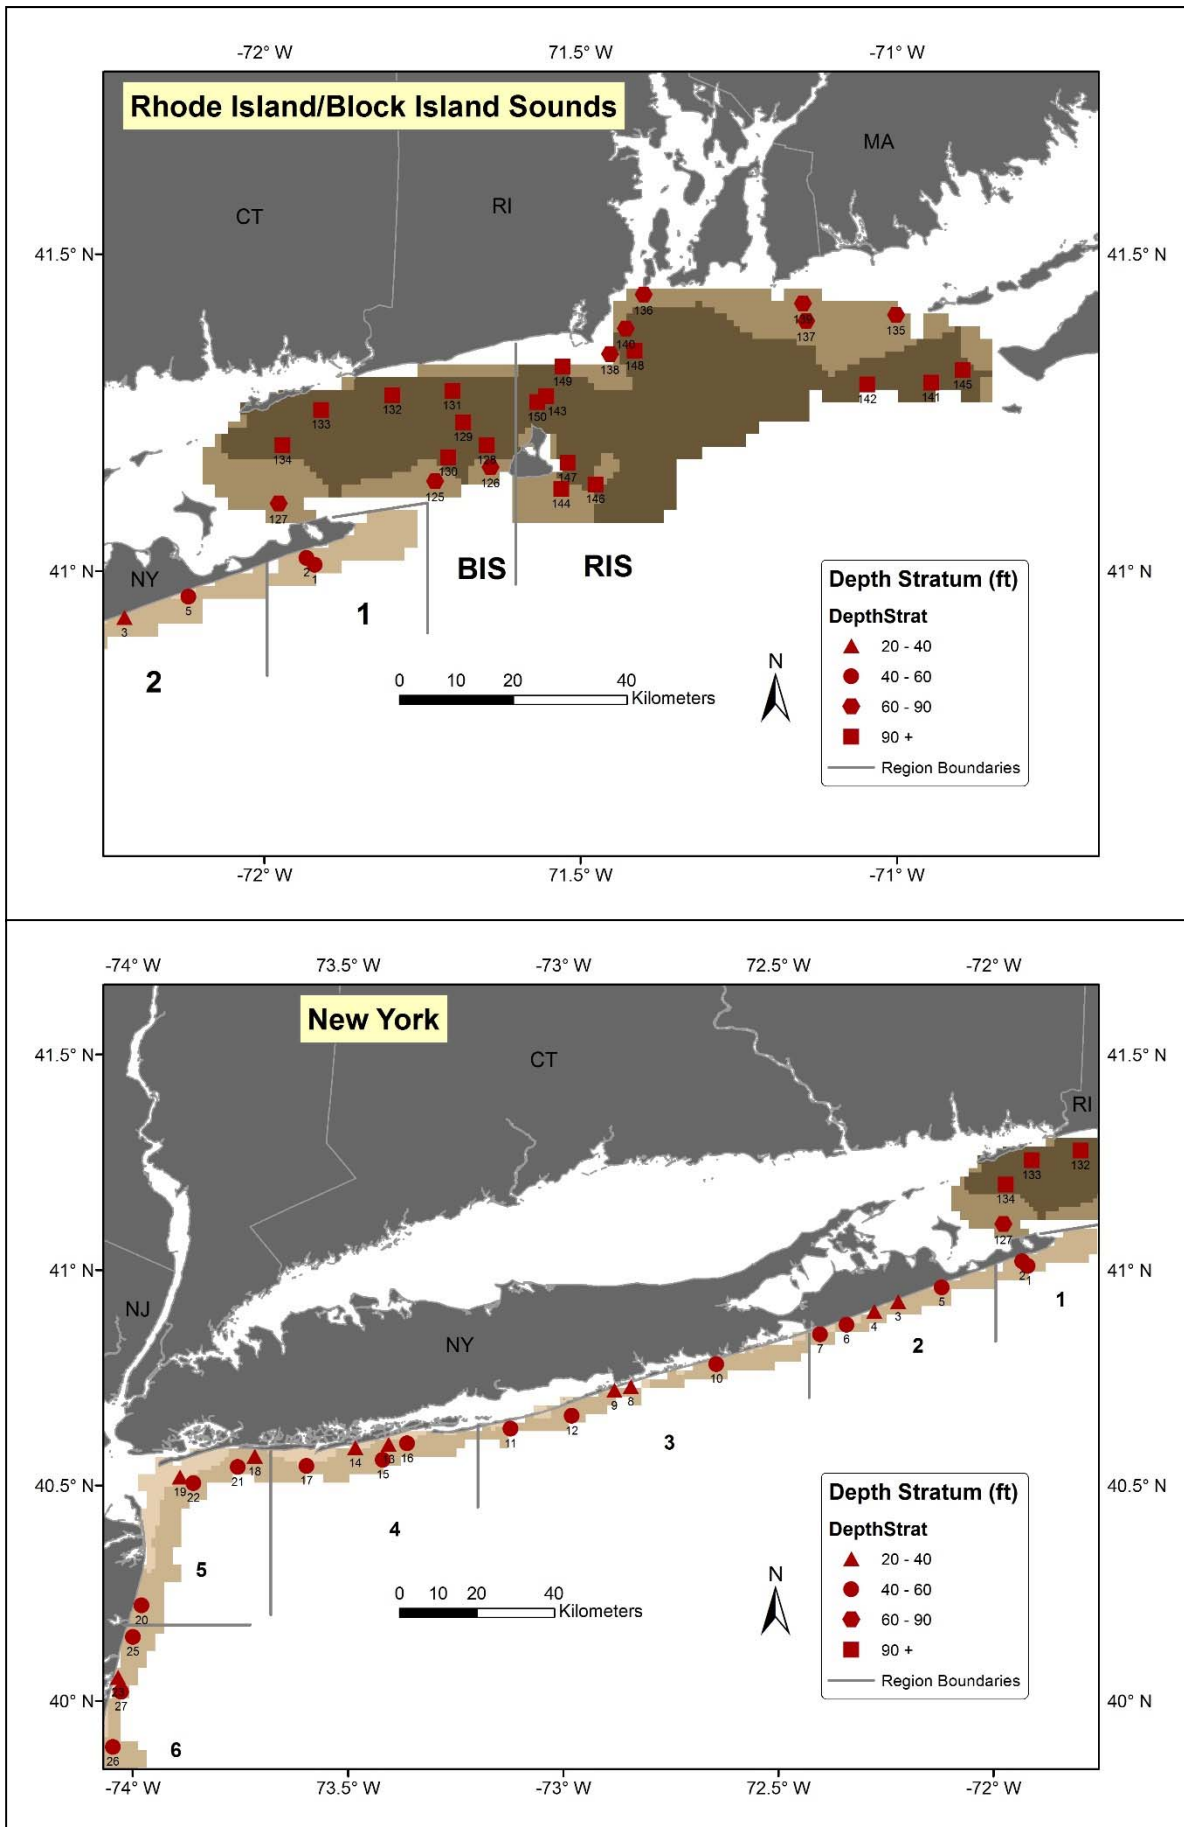 -72° W
71.5° W
-71° W
Rhode Island/Block Island Sounds
MA
RI
CT
41.5° N
41.5° N
136
139
135
140
137
138
148
149
145
131
142
141
132
143
150
133
129
134
128
130
147
126
125
146
144
127
41° N
41° N
NY
2
1
BIS
RIS
5
3
1
2
Depth Stratum (ft)
DepthStrat
20 - 40
40 - 60
60 - 90
90 +
Region Boundaries
N
0 10 20 40
Kilometers
-72° W
71.5° W
-71° W
-74° W
73.5° W
-73° W
72.5° W
-72° W
New York
41.5° N
41.5° N
CT
RI
132
133
134
127
41° N
41° N
NJ
NY
2
1
1
5
3
4
6
7
2
10
8
9
12
11
3
16
13
14
15
17
18
21
19
22
40.5° N
40.5° N
4
5
20
25
27
26
6
Depth Stratum (ft)
DepthStrat
20 - 40
40 - 60
60 - 90
90 +
Region Boundaries
N
0 10 20 40
Kilometers
40° N
40° N
-74° W
73.5° W
-73° W
72.5° W
-72° W